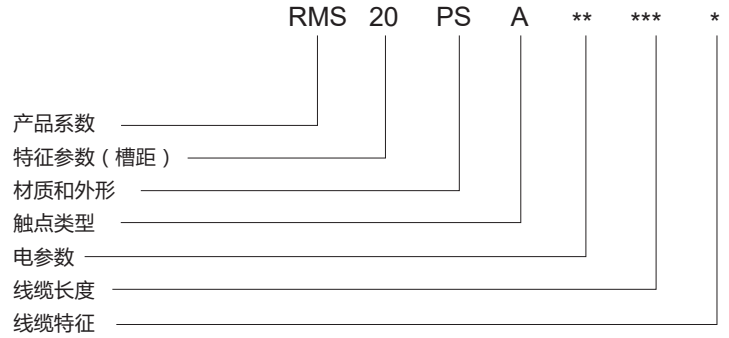 RMS 20 PS A ** *** *
产品系数
特征参数（槽距）
材质和外形
触点类型
电参数
线缆长度
线缆特征